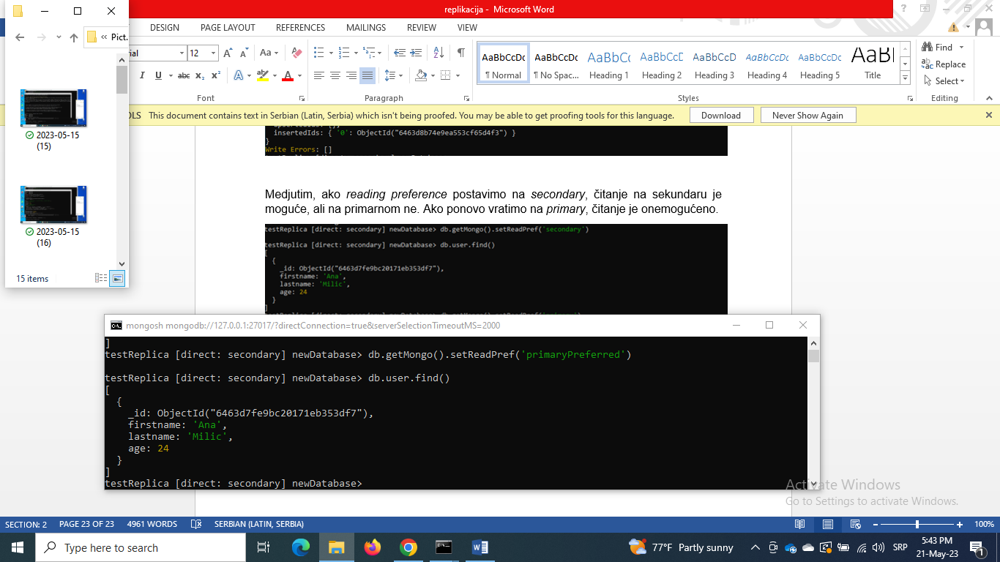 replikacija - Microsoft Word
DESIGN PAGE LAYOUT REFERENCES MAILINGS REVIEW VIEW
« Pict.
rial 12 A A Aa
I U abc x₂ x² A ab A
Font
Paragraph
AaBbCcDc AaBbCcDc AaBbCc AaBbCcD AaBbCcD AaBbCcDc AaBbCcDc AaBl
¶ Normal ¶ No Spac... Heading 1 Heading 2 Heading 3 Heading 4 Heading 5 Title
Styles
Find
Replace
Select
Editing
OLS This document contains text in Serbian (Latin, Serbia) which isn't being proofed. You may be able to get proofing tools for this language. Download Never Show Again
2023-05-15
(15)
2023-05-15
(16)
15 items
insertedIds: { '0': ObjectId("6463d8b74e9ea553cf65d4f3") }
}
Write Errors: []
Medjutim, ako reading preference postavimo na secondary, čitanje na sekundaru je
moguće, ali na primarnom ne. Ako ponovo vratimo na primary, čitanje je onemogućeno.
testReplica [direct: secondary] newDatabase> db.getMongo().setReadPref('secondary')
testReplica [direct: secondary] newDatabase> db.user.find()
[
{
_id: ObjectId("6463d7fe9bc20171eb353df7"),
firstname: 'Ana',
lastname: 'Milic',
age: 24
}
]
mongosh mongodb://127.0.0.1:27017/?directConnection=true&serverSelectionTimeoutMS=2000
]
testReplica [direct: secondary] newDatabase> db.getMongo().setReadPref('primaryPreferred')
testReplica [direct: secondary] newDatabase> db.user.find()
[
{
_id: ObjectId("6463d7fe9bc20171eb353df7"),
firstname: 'Ana',
lastname: 'Milic',
age: 24
}
]
testReplica [direct: secondary] newDatabase>
Activate Windows
Go to Settings to activate Windows.
SECTION: 2 PAGE 23 OF 23 4961 WORDS SERBIAN (LATIN, SERBIA) 100%
Type here to search
77°F Partly sunny
SRP
5:43 PM
21-May-23
1